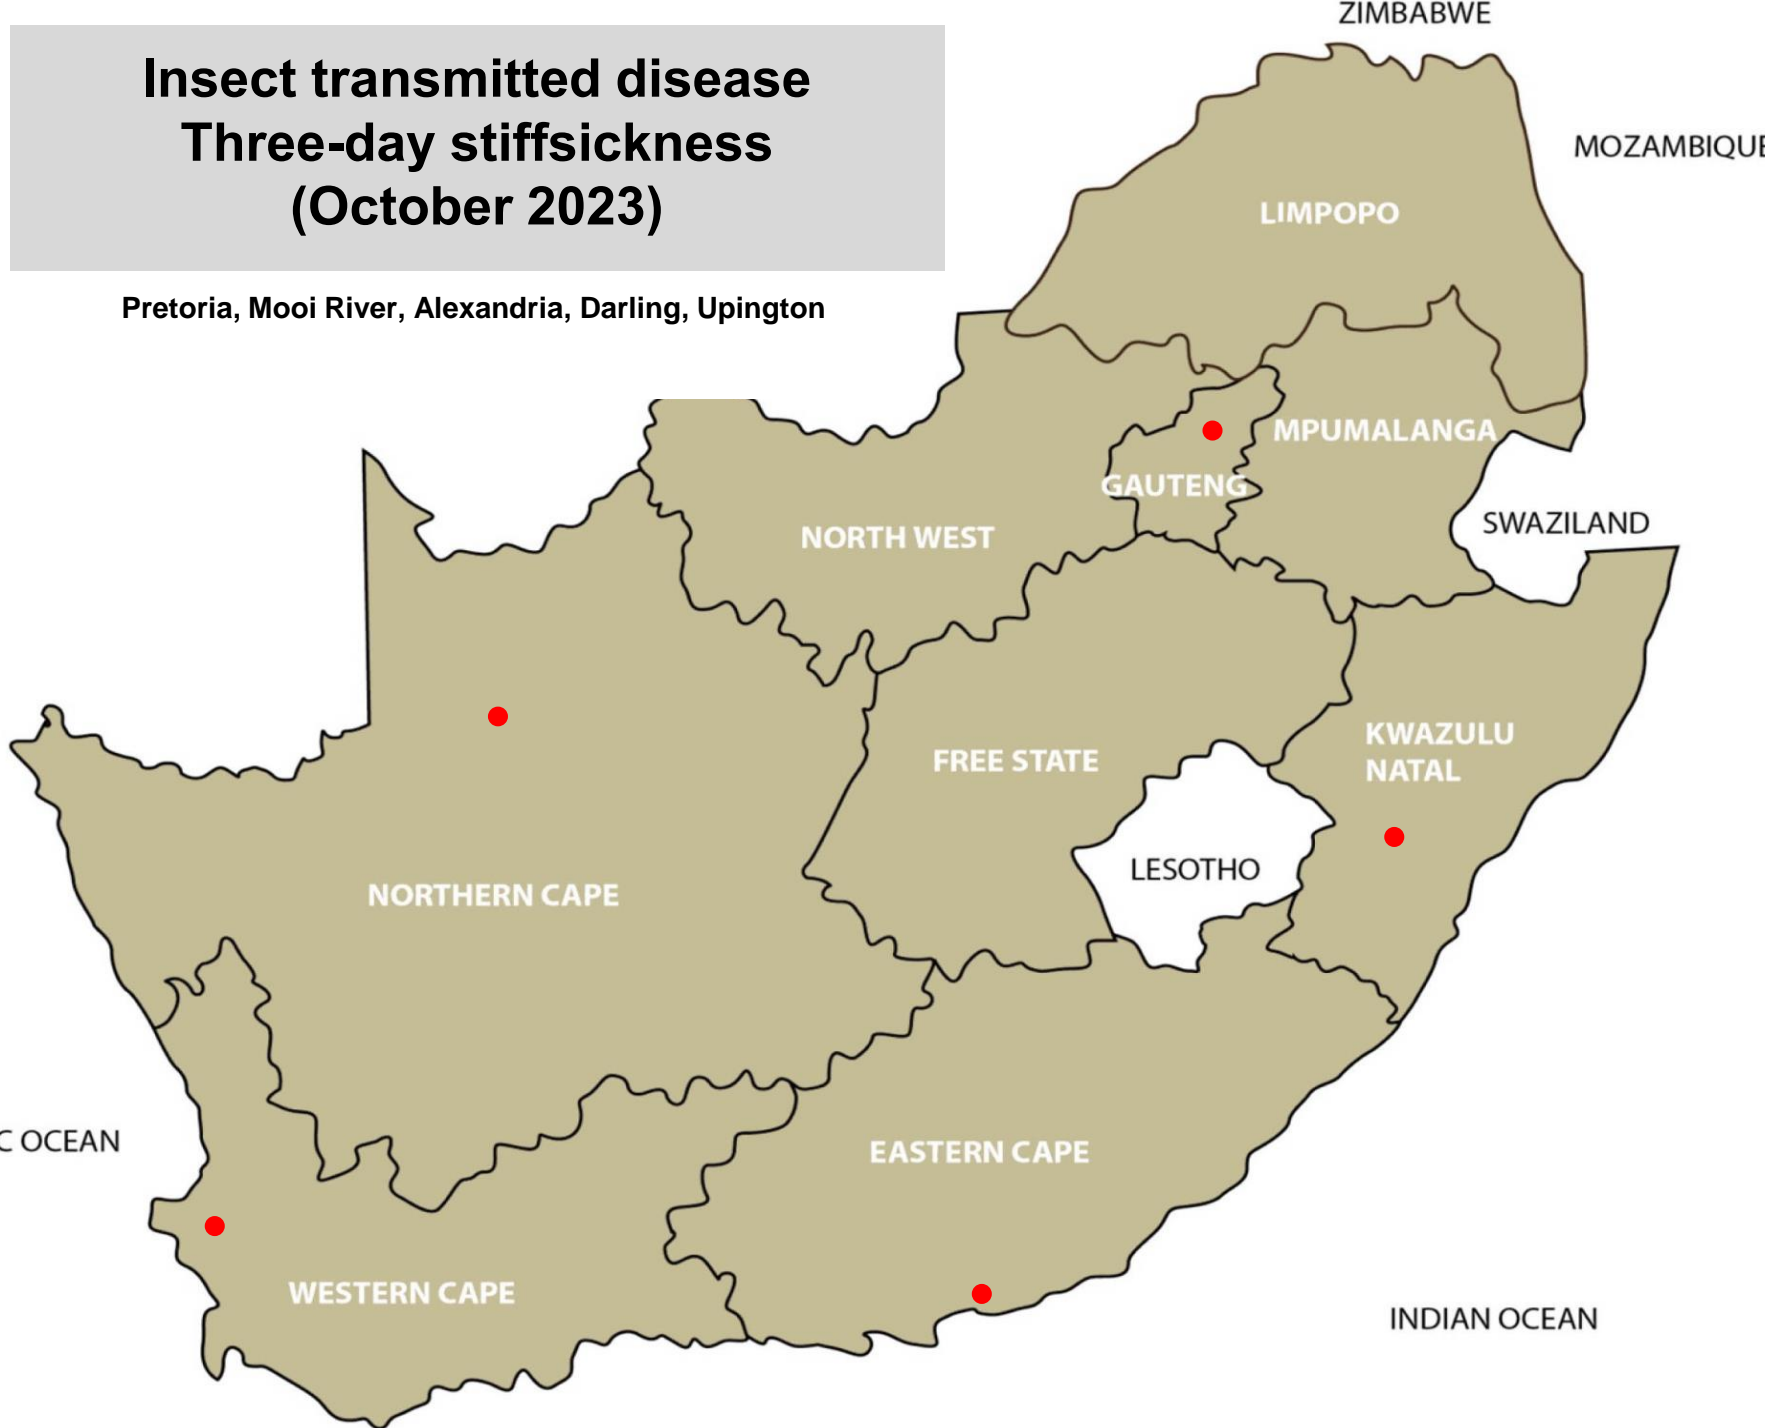 Insect transmitted disease
Three-day stiffsickness
(October 2023)
Pretoria, Mooi River, Alexandria, Darling, Upington
ZIMBABWE
MOZAMBIQUE
LIMPOPO
MPUMALANGA
GAUTENG
NORTH WEST
SWAZILAND
KWAZULU
NATAL
FREE STATE
LESOTHO
NORTHERN CAPE
C OCEAN
EASTERN CAPE
WESTERN CAPE
INDIAN OCEAN